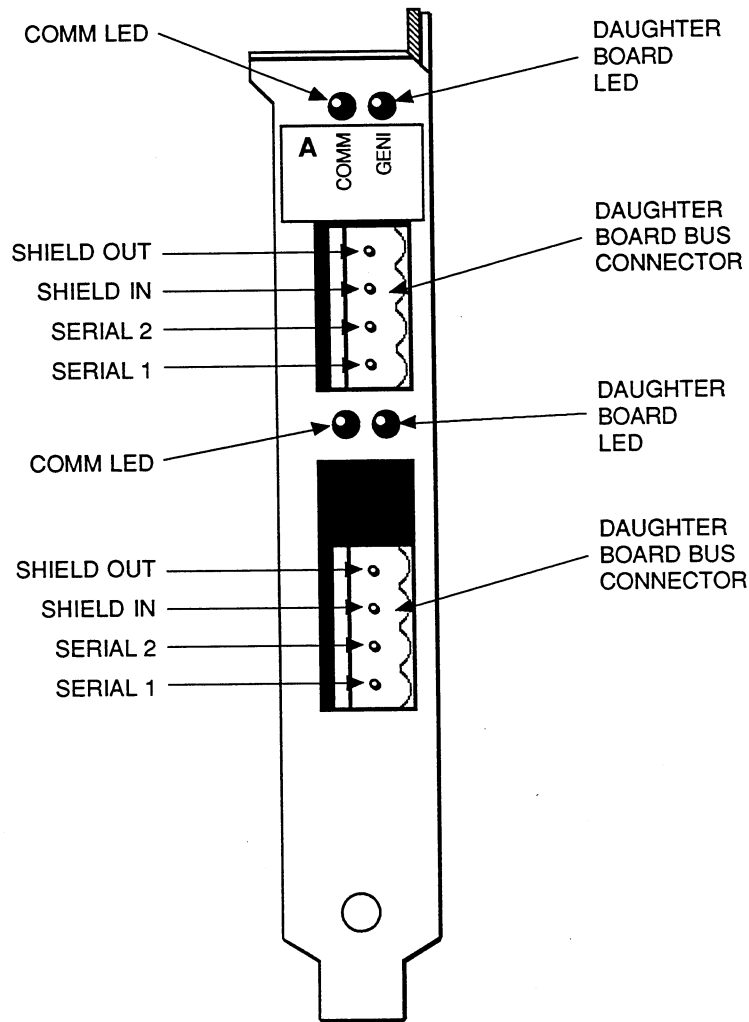 COMM LED
DAUGHTER
BOARD
LED
A
COMM
GENI
SHIELD OUT
SHIELD IN
SERIAL 2
SERIAL 1
DAUGHTER
BOARD BUS
CONNECTOR
COMM LED
DAUGHTER
BOARD
LED
SHIELD OUT
SHIELD IN
SERIAL 2
SERIAL 1
DAUGHTER
BOARD BUS
CONNECTOR